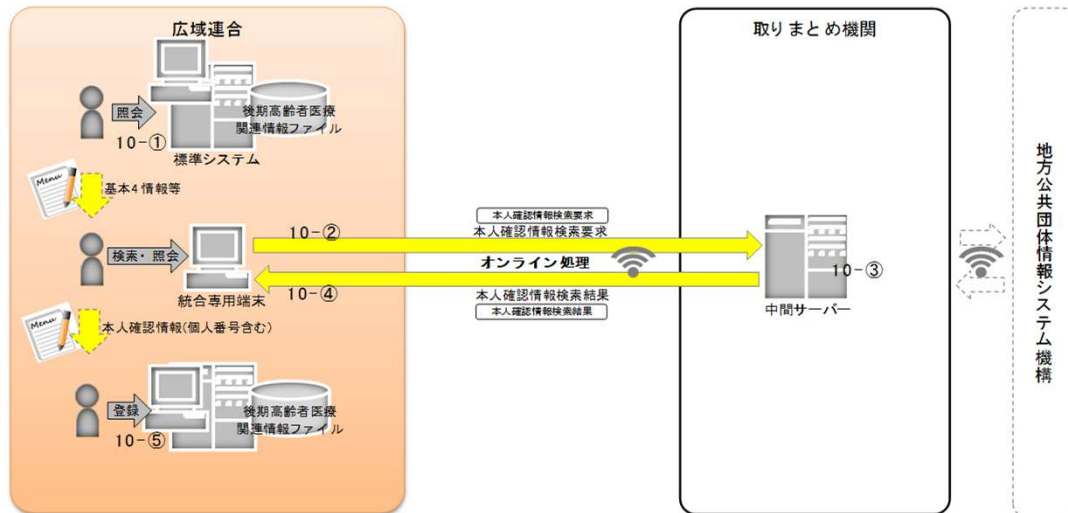 広域連合
照会
10-①
後期高齢者医療
関連情報ファイル
標準システム
Menu
基本4情報等
検索・照会
統合専用端末
10-②
本人確認情報検索要求
本人確認情報検索要求
オンライン処理
10-④
本人確認情報検索結果
本人確認情報検索結果
Menu
本人確認情報(個人番号含む)
登録
10-⑤
後期高齢者医療
関連情報ファイル
取りまとめ機関
10-③
中間サーバー
地方公共団体情報システム機構